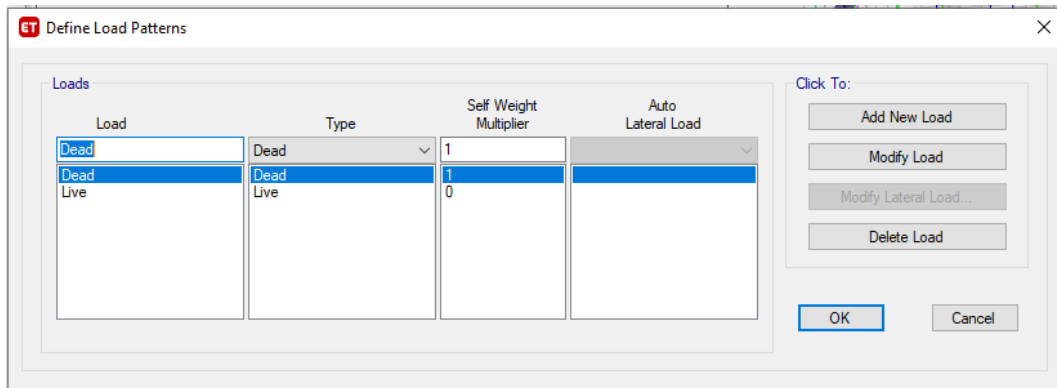 ET Define Load Patterns
Loads
Click To:
Load
Type
Self Weight
Multiplier
Auto
Lateral Load
Dead
Dead
1
Dead
Dead
1
Live
Live
0
Add New Load
Modify Load
Modify Lateral Load...
Delete Load
OK
Cancel